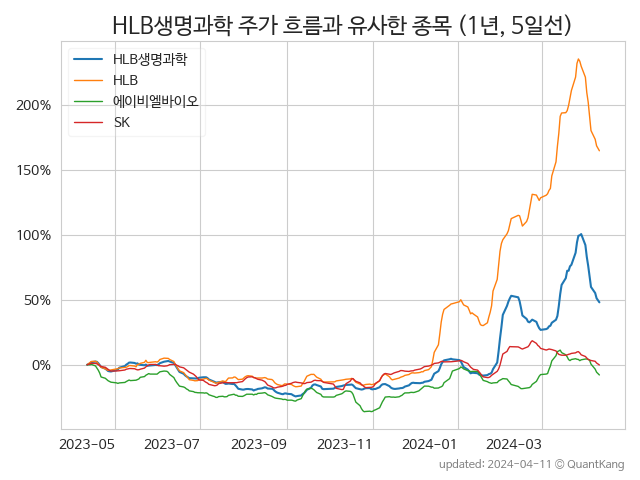 HLB생명과학 주가 흐름과 유사한 종목 (1년, 5일선)
HLB생명과학
HLB
에이비엘바이오
SK
200%
150%
100%
50%
0%
2023-05 2023-07 2023-09 2023-11 2024-01 2024-03
updated: 2024-04-11 © QuantKang